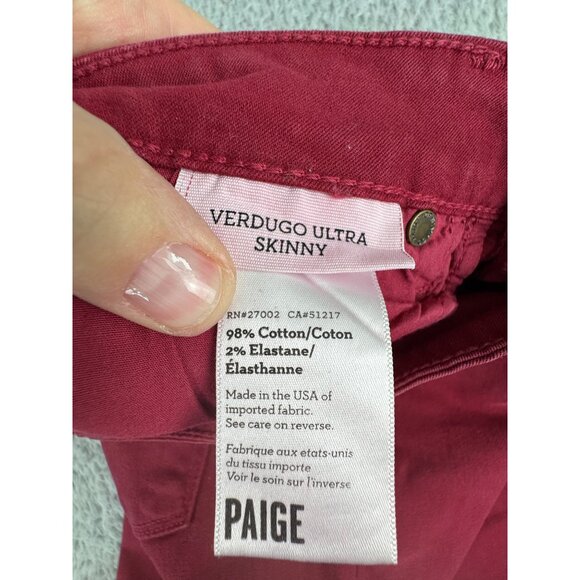 VERDUGO ULTRA
SKINNY
RN#27002 CA#51217
98% Cotton/Coton
2% Elastane/
Élasthanne
Made in the USA of
imported fabric.
See care on reverse.
Fabrique aux etats-unis
du tissu importe
Voir le soin sur l'inverse
PAIGE